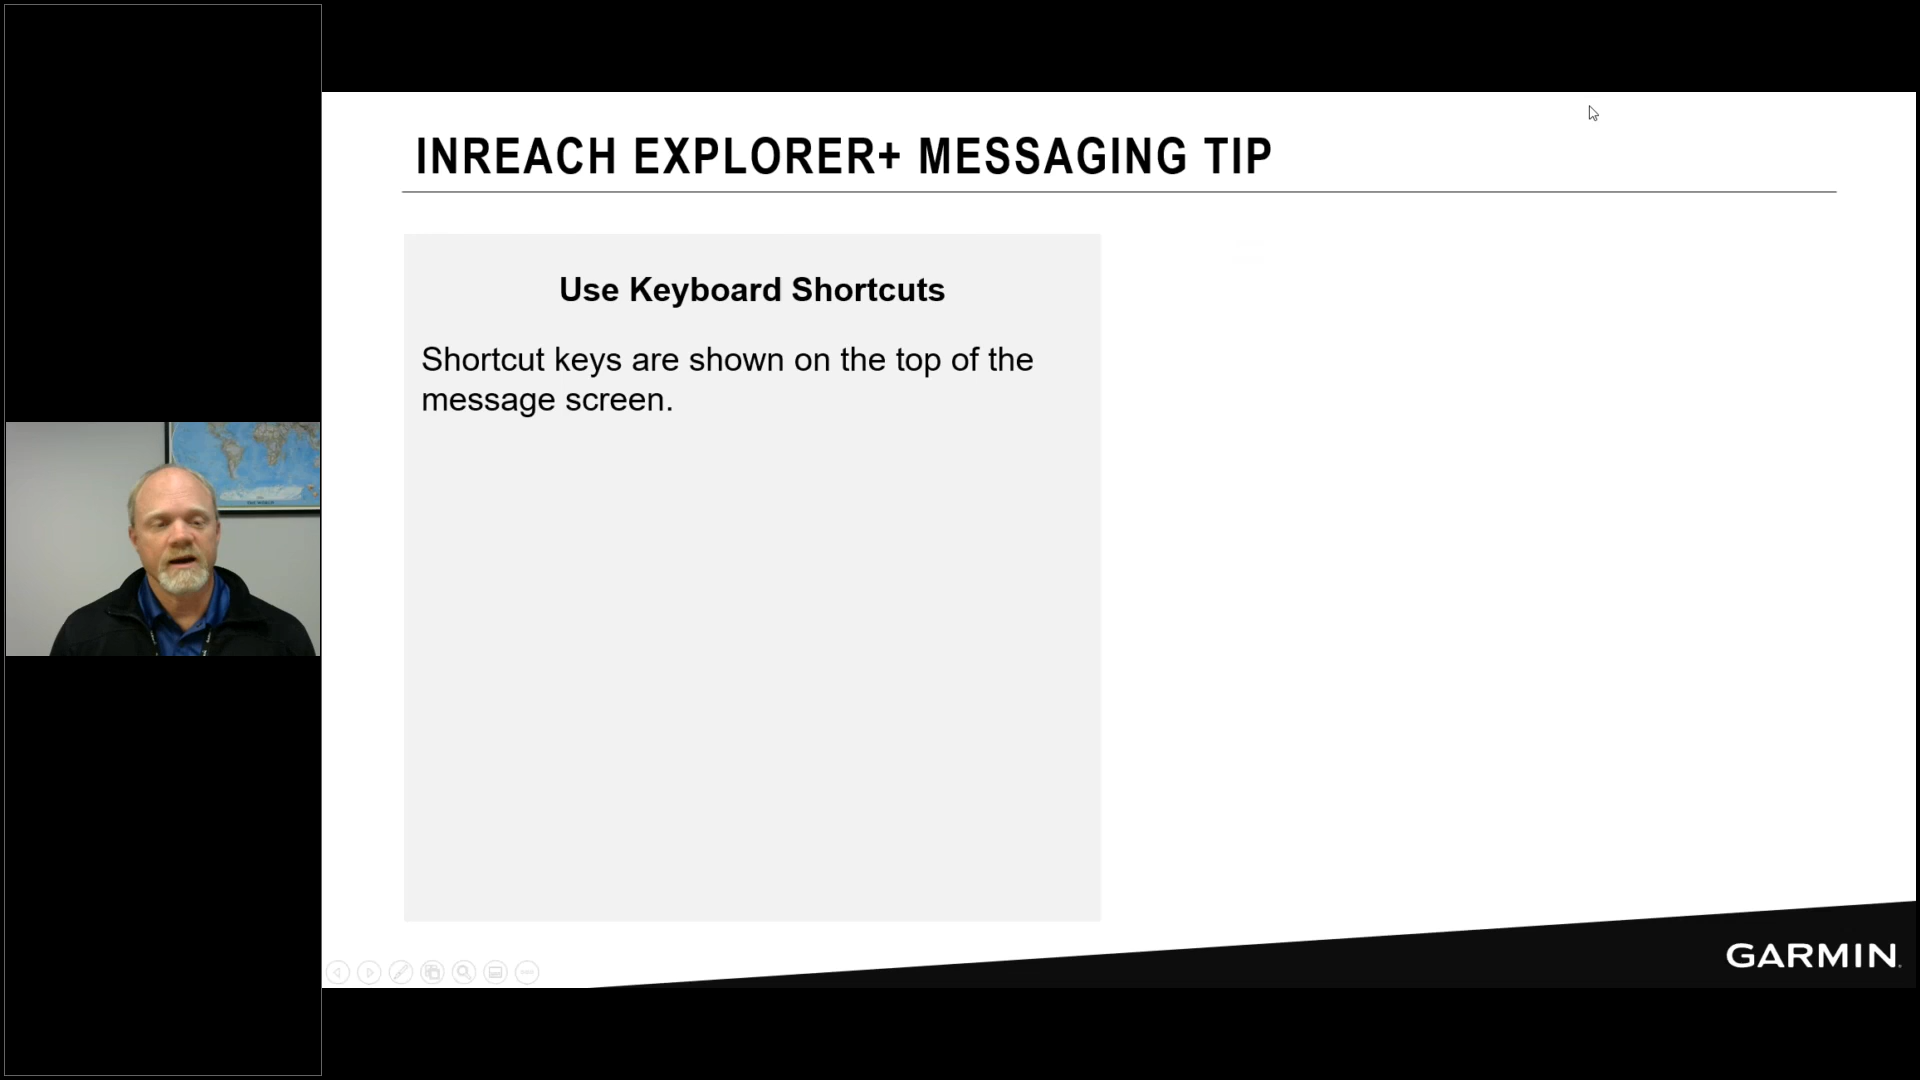 INREACH EXPLORER+ MESSAGING TIP
Use Keyboard Shortcuts
Shortcut keys are shown on the top of the
message screen.
GARMIN